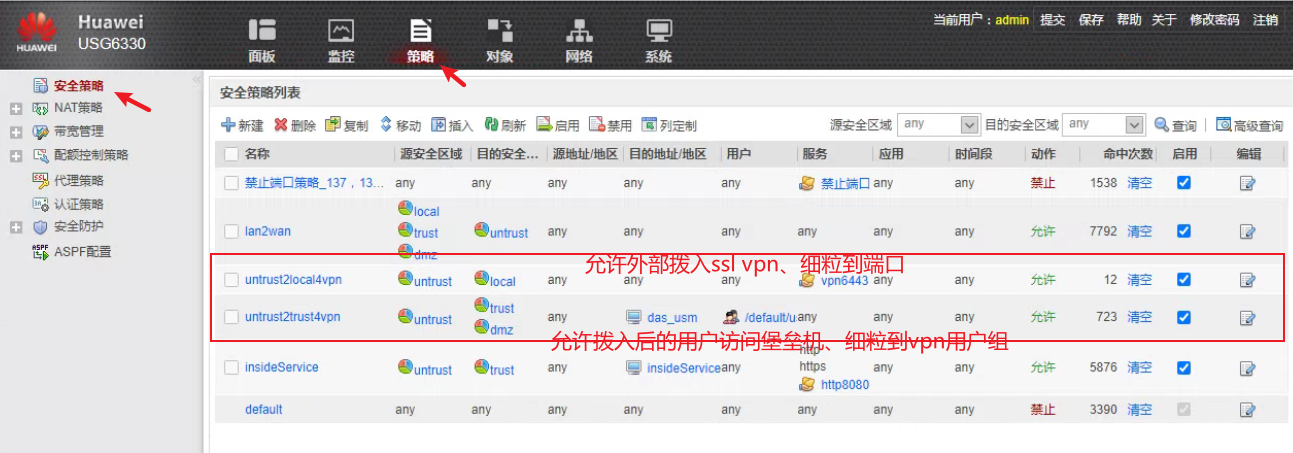 HUAWEI
Huawei
USG6330
面板
监控
策略
对象
网络
系统
当前用户：admin 提交 保存 帮助 关于 修改密码 注销
安全策略
NAT策略
带宽管理
配额控制策略
代理策略
认证策略
安全防护
ASPF配置
安全策略列表
新建 删除 复制 移动 插入 刷新 启用 禁用 列定制 源安全区域 any 目的安全区域 any 查询 高级查询
名称 源安全区域 目的安全... 源地址/地区 目的地址/地区 用户 服务 应用 时间段 动作 命中次数 启用 编辑
禁止端口策略_137，13... any any any any any 禁止端口 any any 禁止 1538 清空
lan2wan local trust dmz untrust any any any any any any 允许 7792 清空
允许外部拨入ssl vpn、细粒到端口
untrust2local4vpn untrust local any any any vpn6443 any any 允许 12 清空
untrust2trust4vpn untrust trust dmz any das_usm /default/u any any any 允许 723 清空
允许拨入后的用户访问堡垒机、细粒到vpn用户组
insideService untrust trust any insideService any http https http8080 any any 允许 5876 清空
default any any any any any any any any 禁止 3390 清空